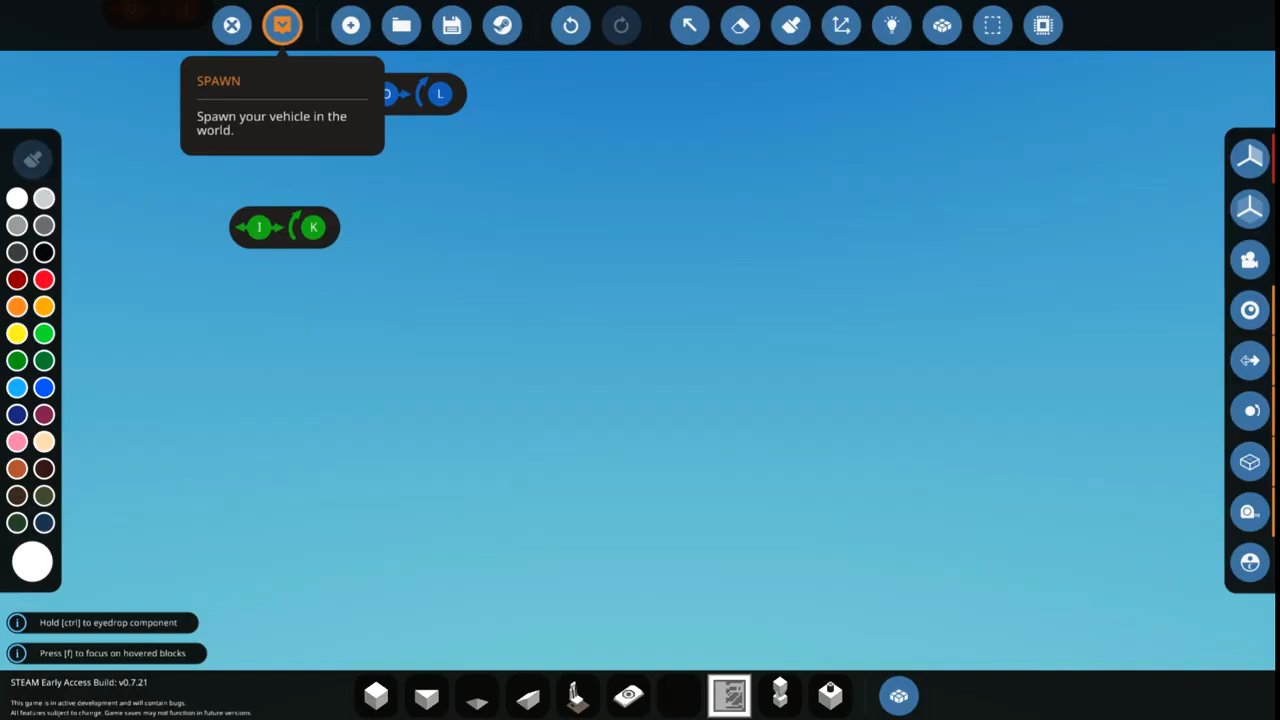 SPAWN
Spawn your vehicle in the
world.
L
I K
Hold [ctrl] to eyedrop component
Press [f] to focus on hovered blocks
STEAM Early Access Build: v0.7.21
This game is in active development and will contain bugs.
All features subject to change. Game saves may not function in future versions.